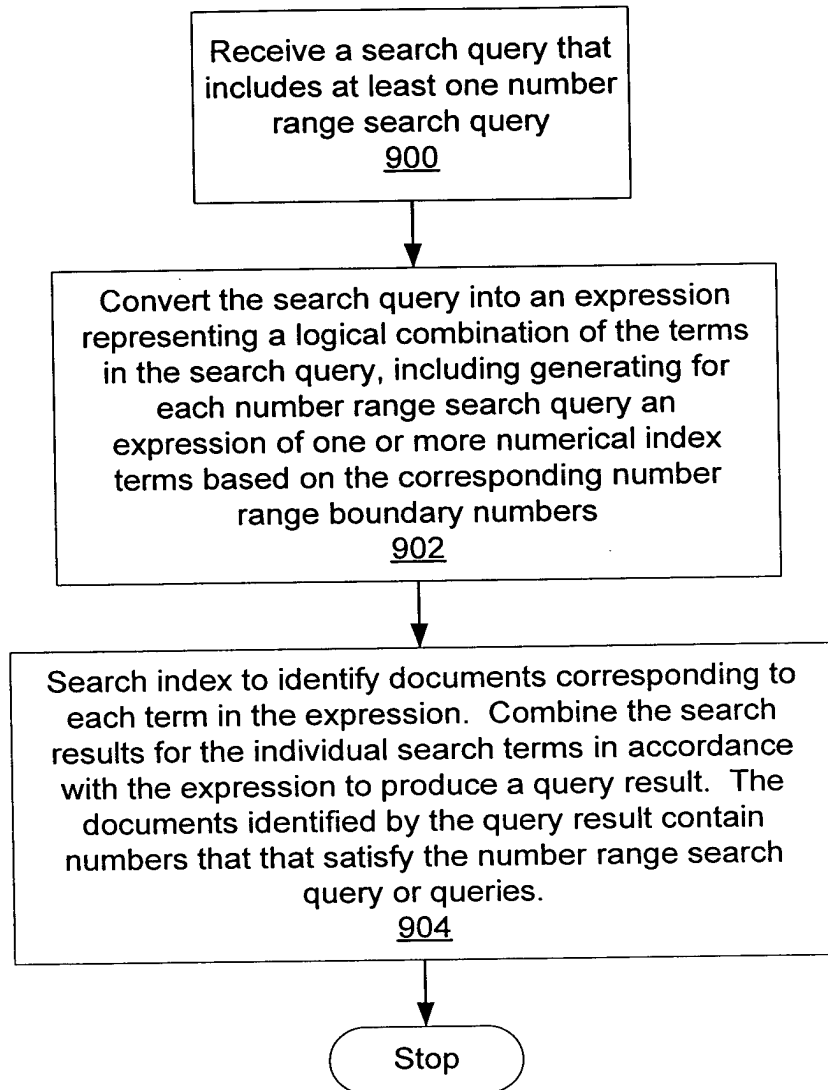 Receive a search query that
includes at least one number
range search query
900
Convert the search query into an expression
representing a logical combination of the terms
in the search query, including generating for
each number range search query an
expression of one or more numerical index
terms based on the corresponding number
range boundary numbers
902
Search index to identify documents corresponding to
each term in the expression. Combine the search
results for the individual search terms in accordance
with the expression to produce a query result. The
documents identified by the query result contain
numbers that that satisfy the number range search
query or queries.
904
Stop